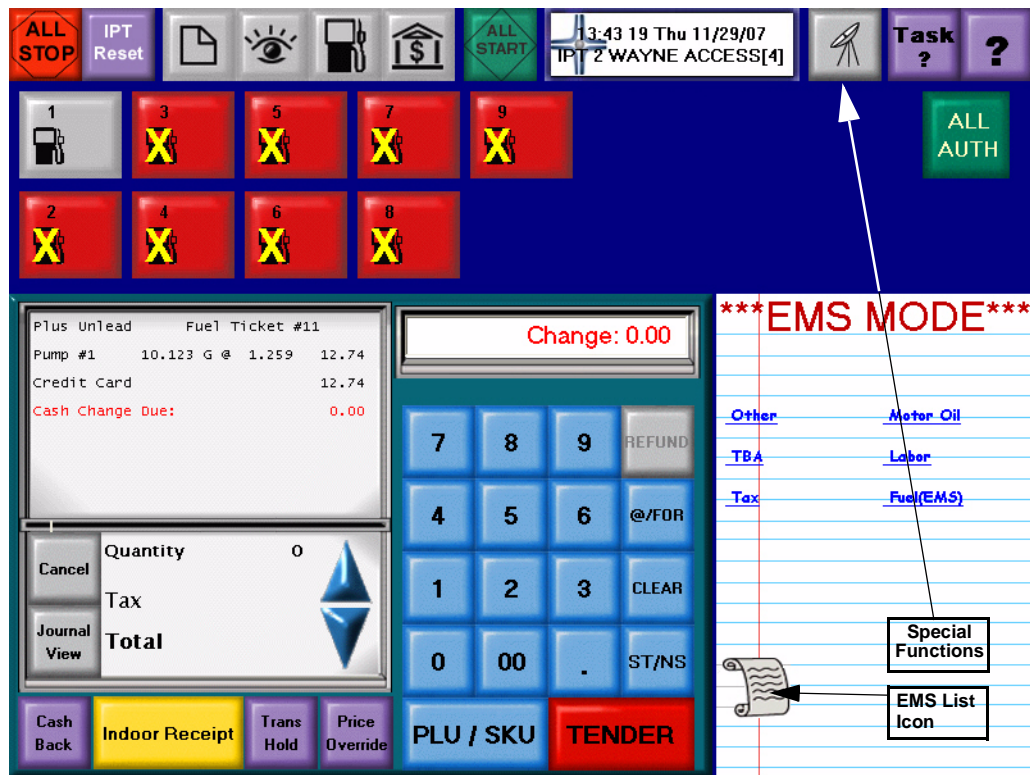 ALL STOP
IPT Reset
ALL START
13:43 19 Thu 11/29/07
IPT 2 WAYNE ACCESS[4]
Task ?
?
1
3
5
7
9
ALL AUTH
2
4
6
8
Plus Unlead Fuel Ticket #11
Pump #1 10.123 G @ 1.259 12.74
Credit Card 12.74
Cash Change Due: 0.00
Change: 0.00
***EMS MODE***
Other Motor Oil
TBA Labor
Tax Fuel(EMS)
7 8 9 REFUND
4 5 6 @/FOR
1 2 3 CLEAR
0 00 . ST/NS
Cancel
Quantity 0
Tax
Journal View
Total
Special Functions
EMS List Icon
Cash Back
Indoor Receipt
Trans Hold
Price Override
PLU / SKU
TENDER